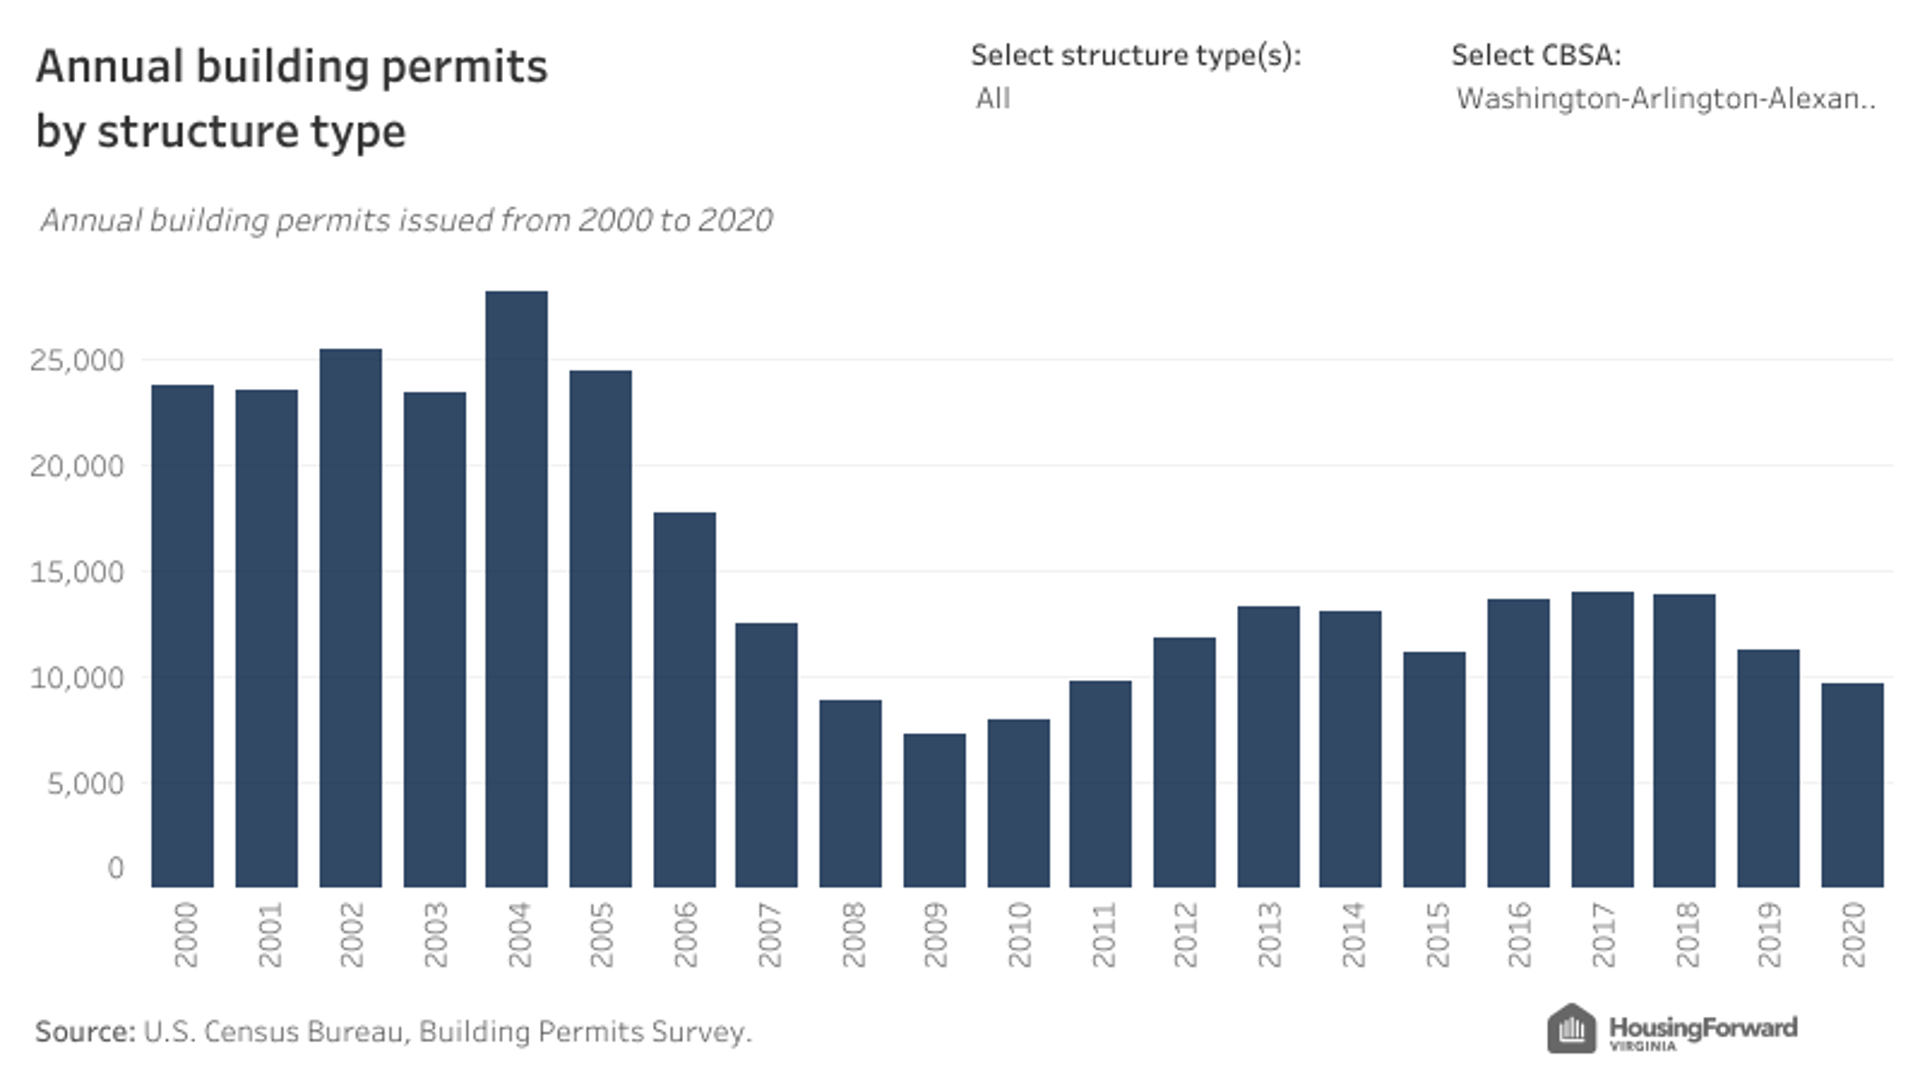 Annual building permits
by structure type
Select structure type(s):
All
Select CBSA:
Washington-Arlington-Alexan..
Annual building permits issued from 2000 to 2020
25,000
20,000
15,000
10,000
5,000
0
2000
2001
2002
2003
2004
2005
2006
2007
2008
2009
2010
2011
2012
2013
2014
2015
2016
2017
2018
2019
2020
Source: U.S. Census Bureau, Building Permits Survey.
HousingForward
VIRGINIA